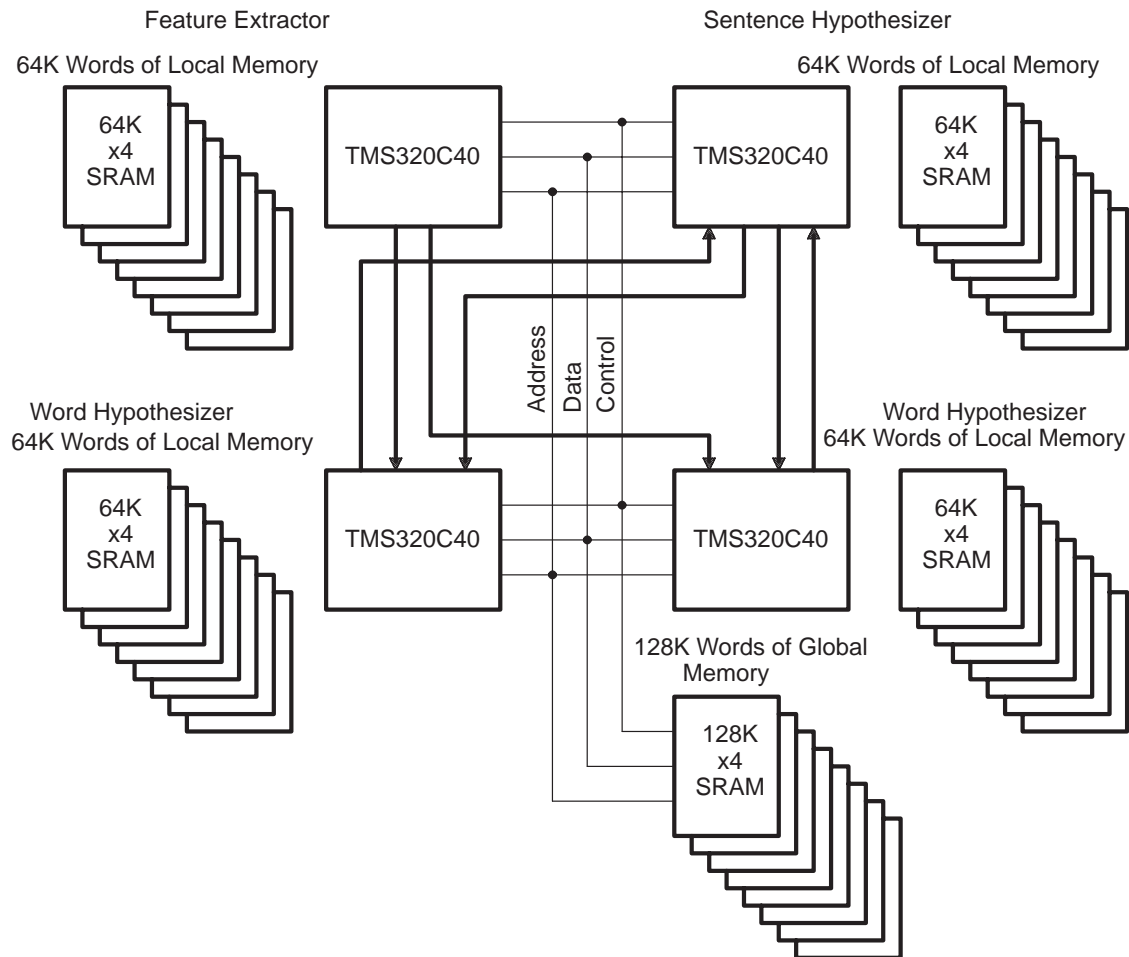 Feature Extractor
Sentence Hypothesizer
64K Words of Local Memory
64K Words of Local Memory
64K
x4
SRAM
TMS320C40
TMS320C40
64K
x4
SRAM
Address
Data
Control
Word Hypothesizer
64K Words of Local Memory
Word Hypothesizer
64K Words of Local Memory
64K
x4
SRAM
TMS320C40
TMS320C40
64K
x4
SRAM
128K Words of Global
Memory
128K
x4
SRAM